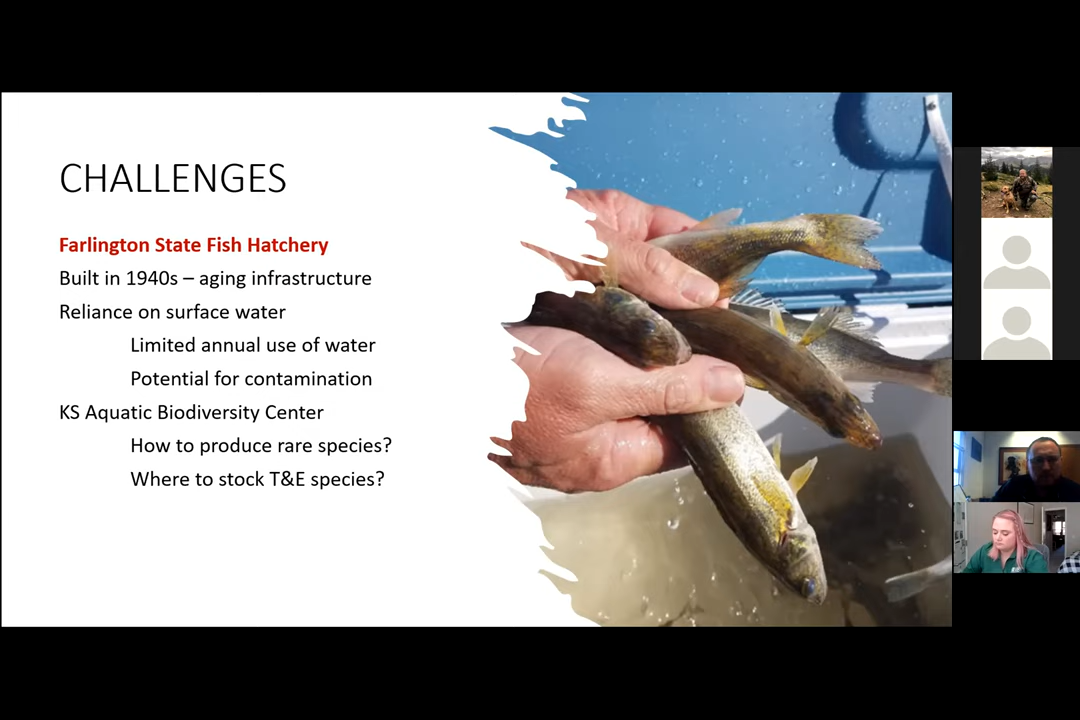 CHALLENGES
Farlington State Fish Hatchery
Built in 1940s – aging infrastructure
Reliance on surface water
Limited annual use of water
Potential for contamination
KS Aquatic Biodiversity Center
How to produce rare species?
Where to stock T&E species?